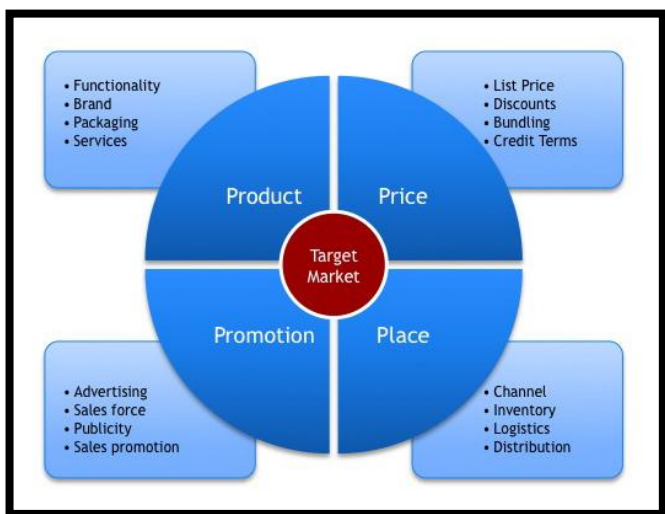 • Functionality
• Brand
• Packaging
• Services
• List Price
• Discounts
• Bundling
• Credit Terms
Product
Price
Target
Market
Promotion
Place
• Advertising
• Sales force
• Publicity
• Sales promotion
• Channel
• Inventory
• Logistics
• Distribution